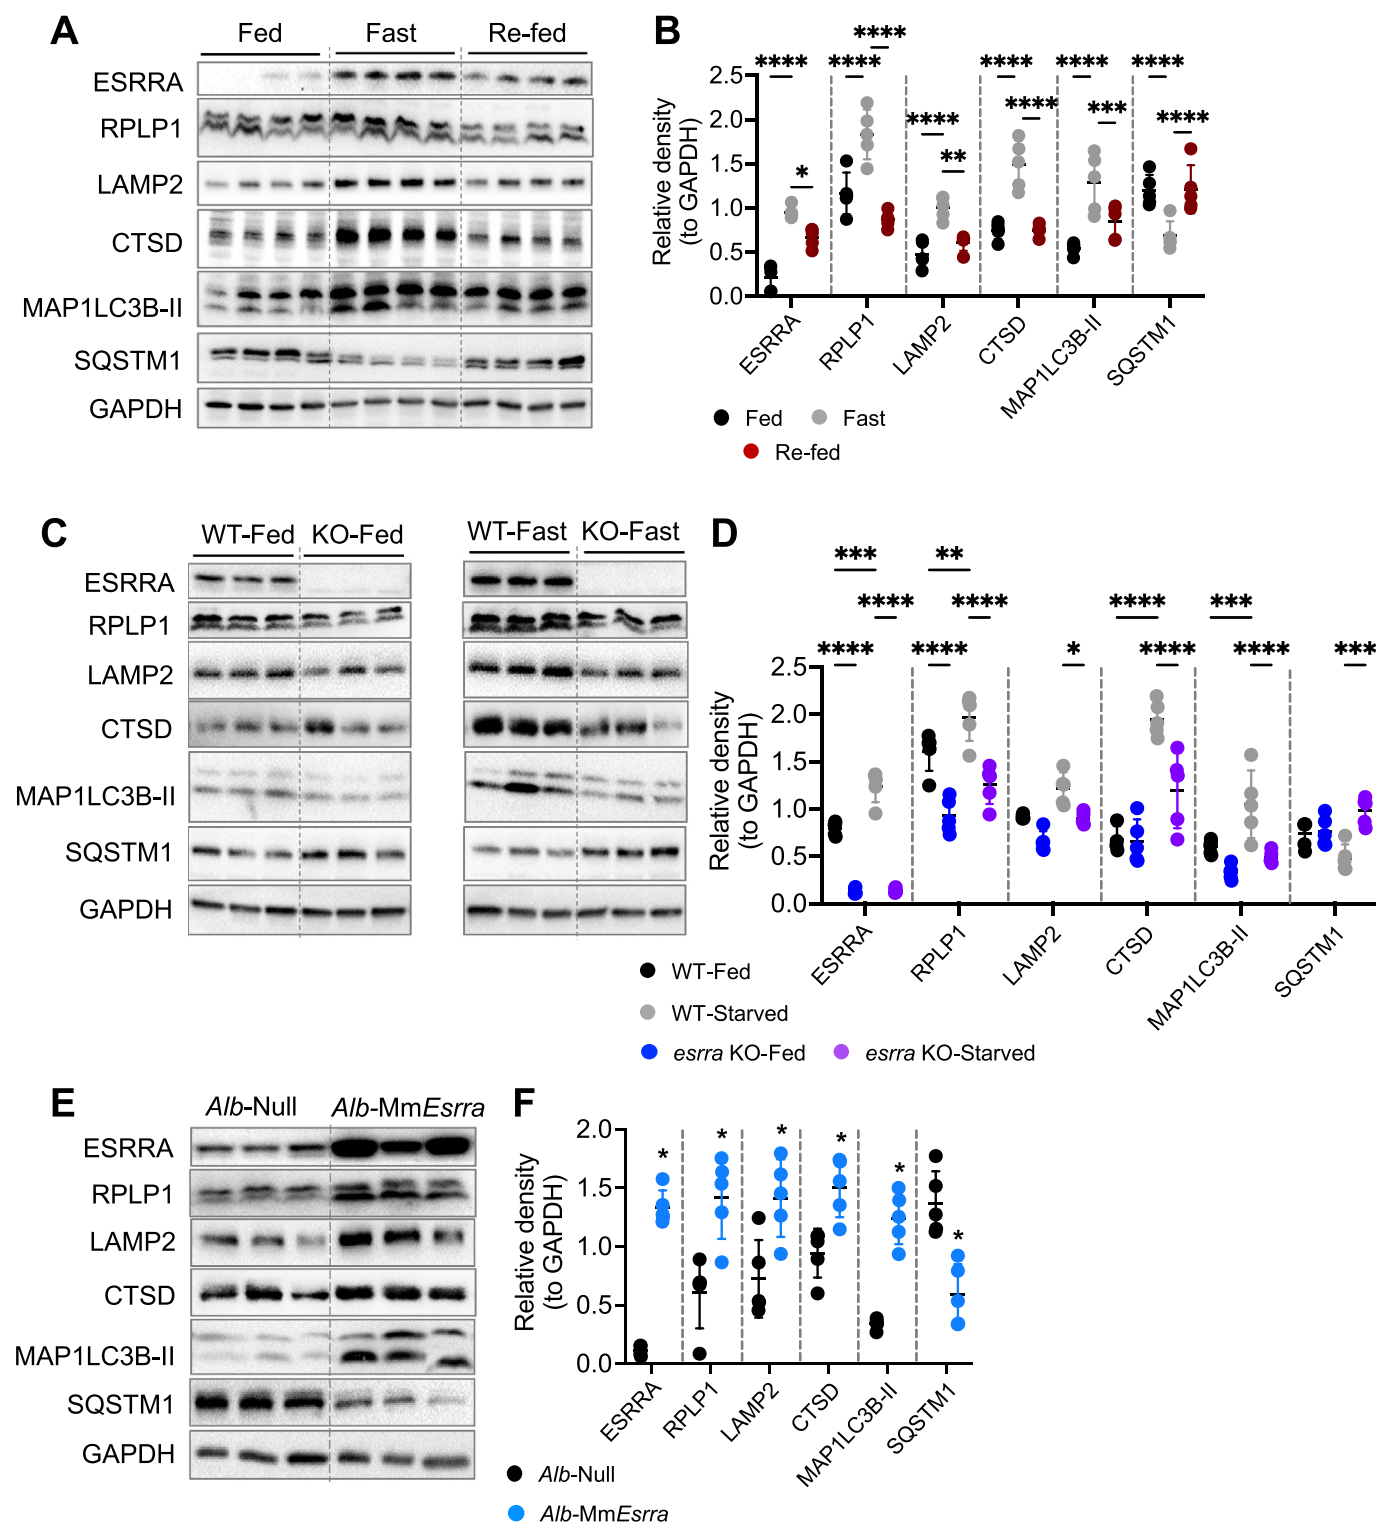 A
Fed Fast Re-fed
ESRRA
RPLP1
LAMP2
CTSD
MAP1LC3B-II
SQSTM1
GAPDH
B
****
**** **** **** **** ****
**** **** *** ****
* **
Relative density
(to GAPDH)
2.5
2.0
1.5
1.0
0.5
0.0
ESRRA RPLP1 LAMP2 CTSD MAP1LC3B-II SQSTM1
Fed Fast
Re-fed
C
WT-Fed KO-Fed WT-Fast KO-Fast
ESRRA
RPLP1
LAMP2
CTSD
MAP1LC3B-II
SQSTM1
GAPDH
D
*** **
**** **** **** ***
**** **** * **** **** ***
Relative density
(to GAPDH)
2.5
2.0
1.5
1.0
0.5
0.0
ESRRA RPLP1 LAMP2 CTSD MAP1LC3B-II SQSTM1
WT-Fed
WT-Starved
esrra KO-Fed esrra KO-Starved
E
Alb-Null Alb-MmEsrra
ESRRA
RPLP1
LAMP2
CTSD
MAP1LC3B-II
SQSTM1
GAPDH
F
* * * * * *
Relative density
(to GAPDH)
2.0
1.5
1.0
0.5
0.0
ESRRA RPLP1 LAMP2 CTSD MAP1LC3B-II SQSTM1
Alb-Null
Alb-MmEsrra